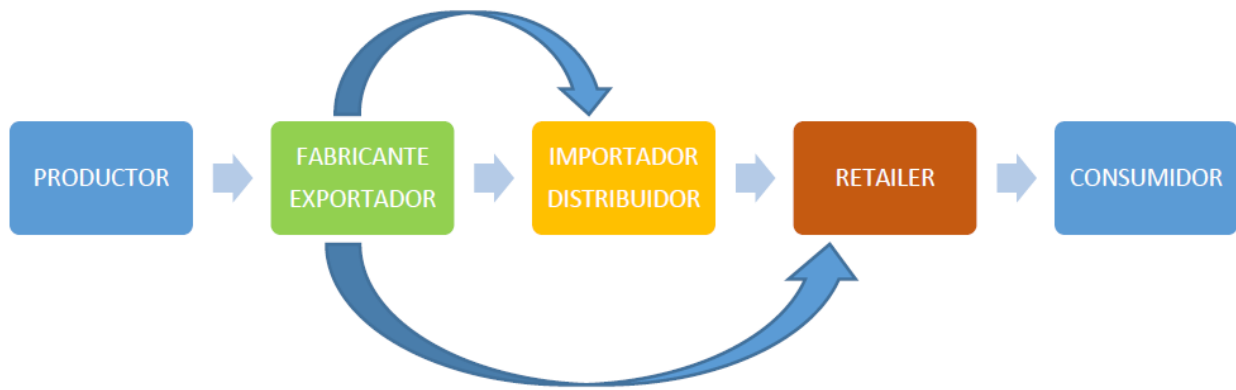 PRODUCTOR
FABRICANTE
EXPORTADOR
IMPORTADOR
DISTRIBUIDOR
RETAILER
CONSUMIDOR